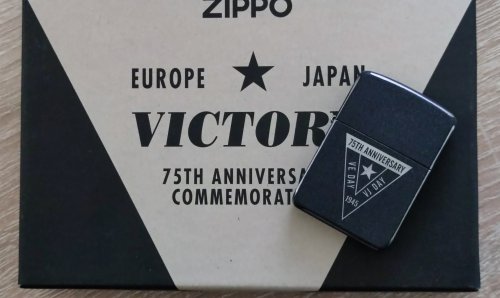 ZIPPO
EUROPE ★ JAPAN
VICTOR
75TH ANNIVERSA
COMMEMORAT
75TH ANNIVERSARY
VE DAY
VJ DAY
1945